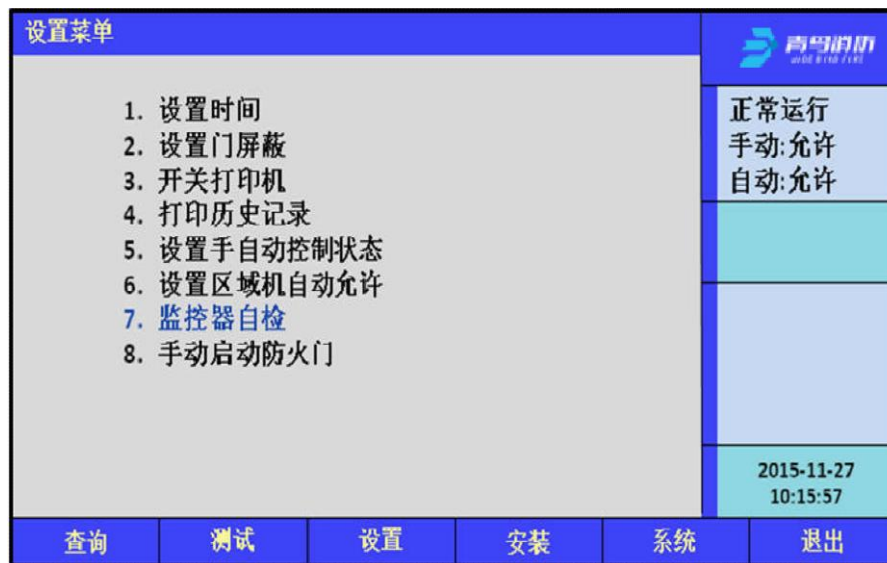 设置菜单
青鸟消防
1. 设置时间
2. 设置门屏蔽
3. 开关打印机
4. 打印历史记录
5. 设置手自动控制状态
6. 设置区域机自动允许
7. 监控器自检
8. 手动启动防火门
正常运行
手动:允许
自动:允许
2015-11-27
10:15:57
查询 测试 设置 安装 系统 退出